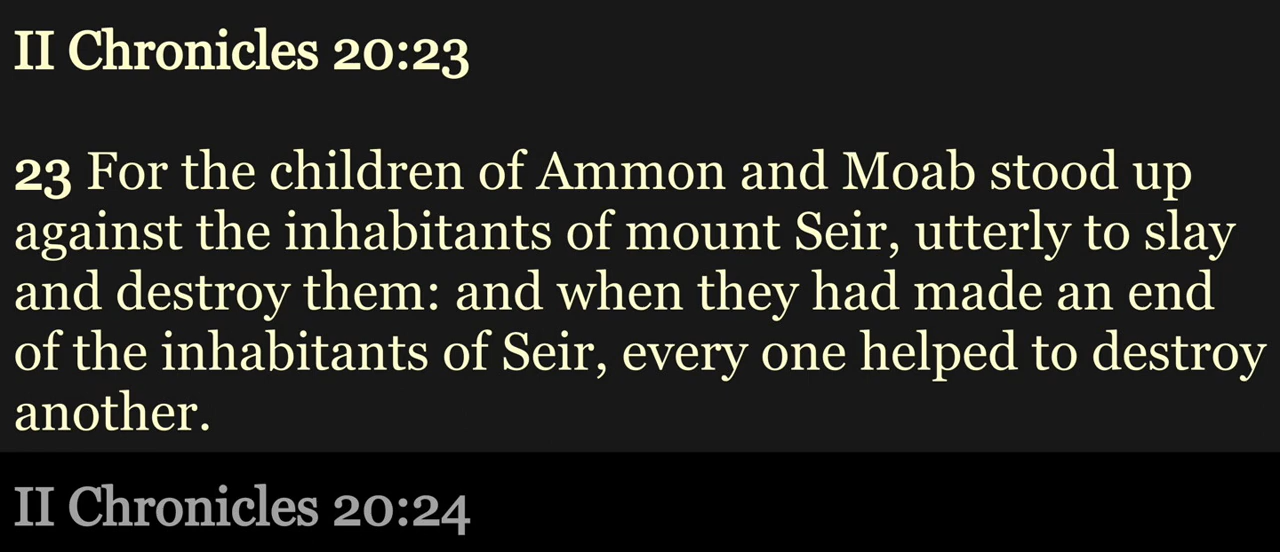 II Chronicles 20:23
23 For the children of Ammon and Moab stood up
against the inhabitants of mount Seir, utterly to slay
and destroy them: and when they had made an end
of the inhabitants of Seir, every one helped to destroy
another.
II Chronicles 20:24